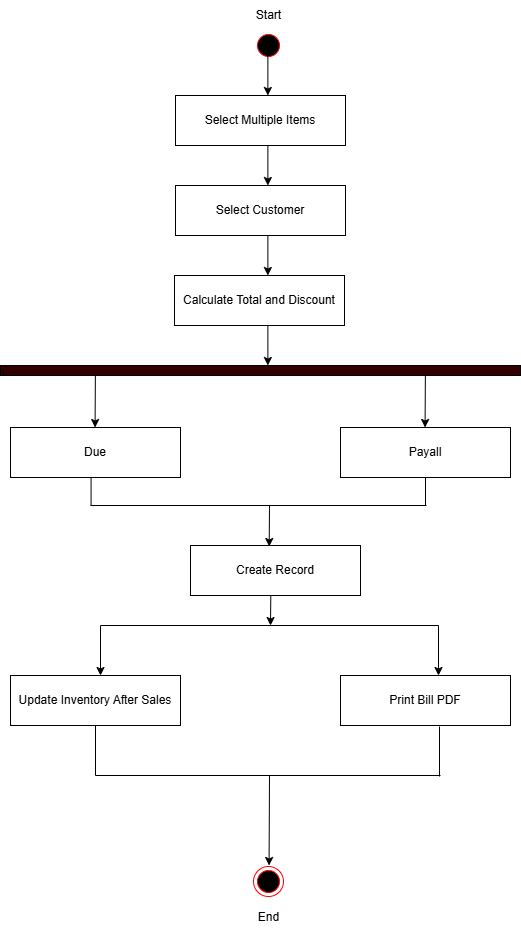 Start
Select Multiple Items
Select Customer
Calculate Total and Discount
Due
Payall
Create Record
Update Inventory After Sales
Print Bill PDF
End